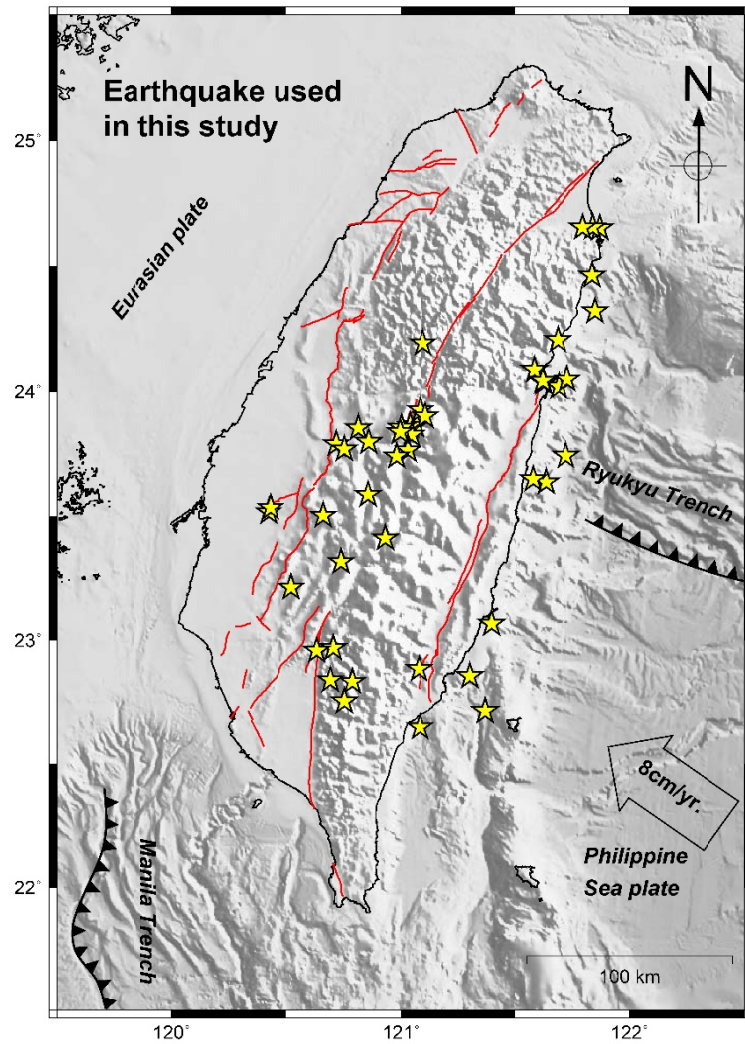 Earthquake used
in this study
N
25°
Eurasian plate
24°
Ryukyu Trench
23°
8cm/yr.
Manila Trench
Philippine
Sea plate
22°
100 km
120°
121°
122°